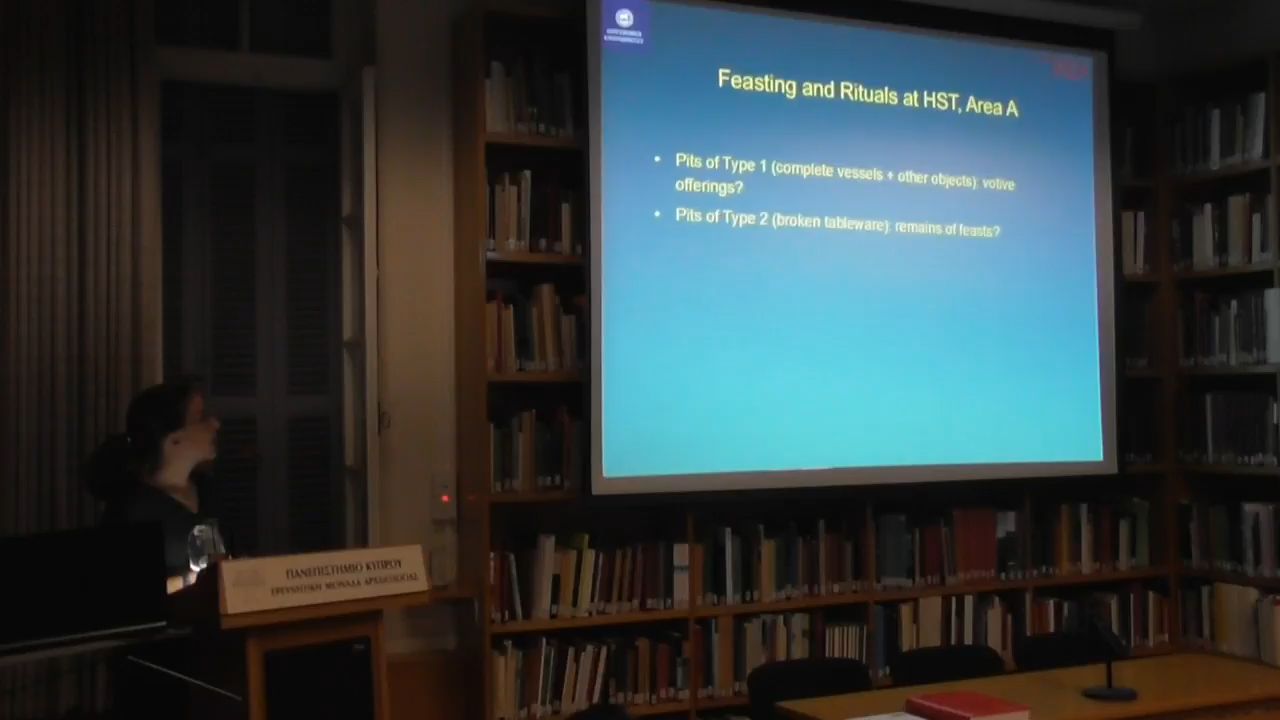 Feasting and Rituals at HST, Area A
• Pits of Type 1 (complete vessels + other objects): votive
offerings?
• Pits of Type 2 (broken tableware): remains of feasts?
ΠΑΝΕΠΙΣΤΗΜΙΟ ΚΥΠΡΟΥ
ΕΡΕΥΝΗΤΙΚΗ ΜΟΝΑΔΑ ΑΡΧΑΙΟΛΟΓΙΑΣ